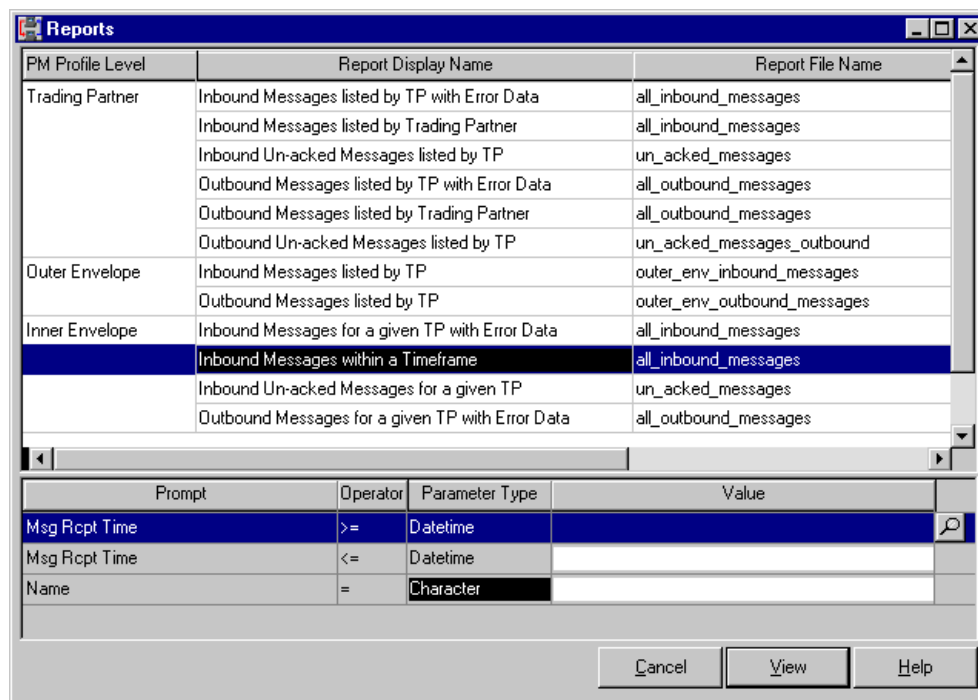 Reports
PM Profile Level Report Display Name Report File Name
Trading Partner Inbound Messages listed by TP with Error Data all_inbound_messages
Inbound Messages listed by Trading Partner all_inbound_messages
Inbound Un-acked Messages listed by TP un_acked_messages
Outbound Messages listed by TP with Error Data all_outbound_messages
Outbound Messages listed by Trading Partner all_outbound_messages
Outbound Un-acked Messages listed by TP un_acked_messages_outbound
Outer Envelope Inbound Messages listed by TP outer_env_inbound_messages
Outbound Messages listed by TP outer_env_outbound_messages
Inner Envelope Inbound Messages for a given TP with Error Data all_inbound_messages
Inbound Messages within a Timeframe all_inbound_messages
Inbound Un-acked Messages for a given TP un_acked_messages
Outbound Messages for a given TP with Error Data all_outbound_messages
Prompt Operator Parameter Type Value
Msg Rcpt Time >= Datetime
Msg Rcpt Time <= Datetime
Name = Character
Cancel View Help